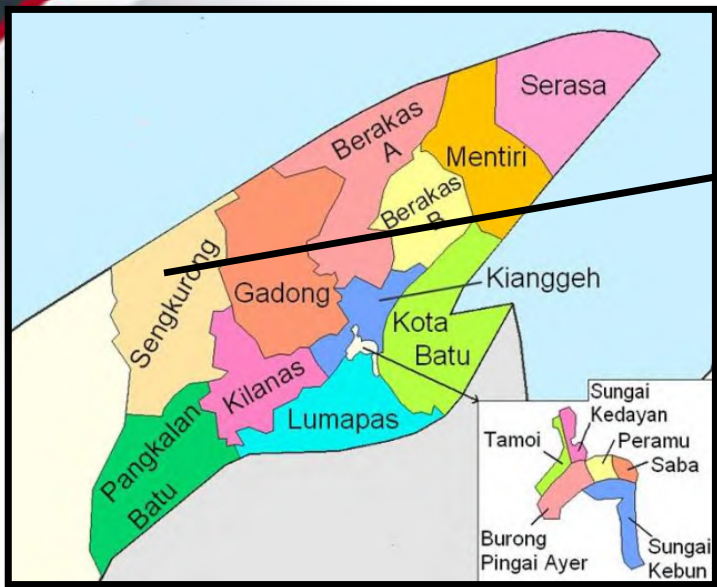 Serasa
Mentiri
Berakas
A
Berakas
B
Sengkurong
Gadong
Kianggeh
Kota
Batu
Kilanas
Lumapas
Pangkalan
Batu
Sungai
Kedayan
Tamoi
Peramu
Saba
Burong
Pingai Ayer
Sungai
Kebun